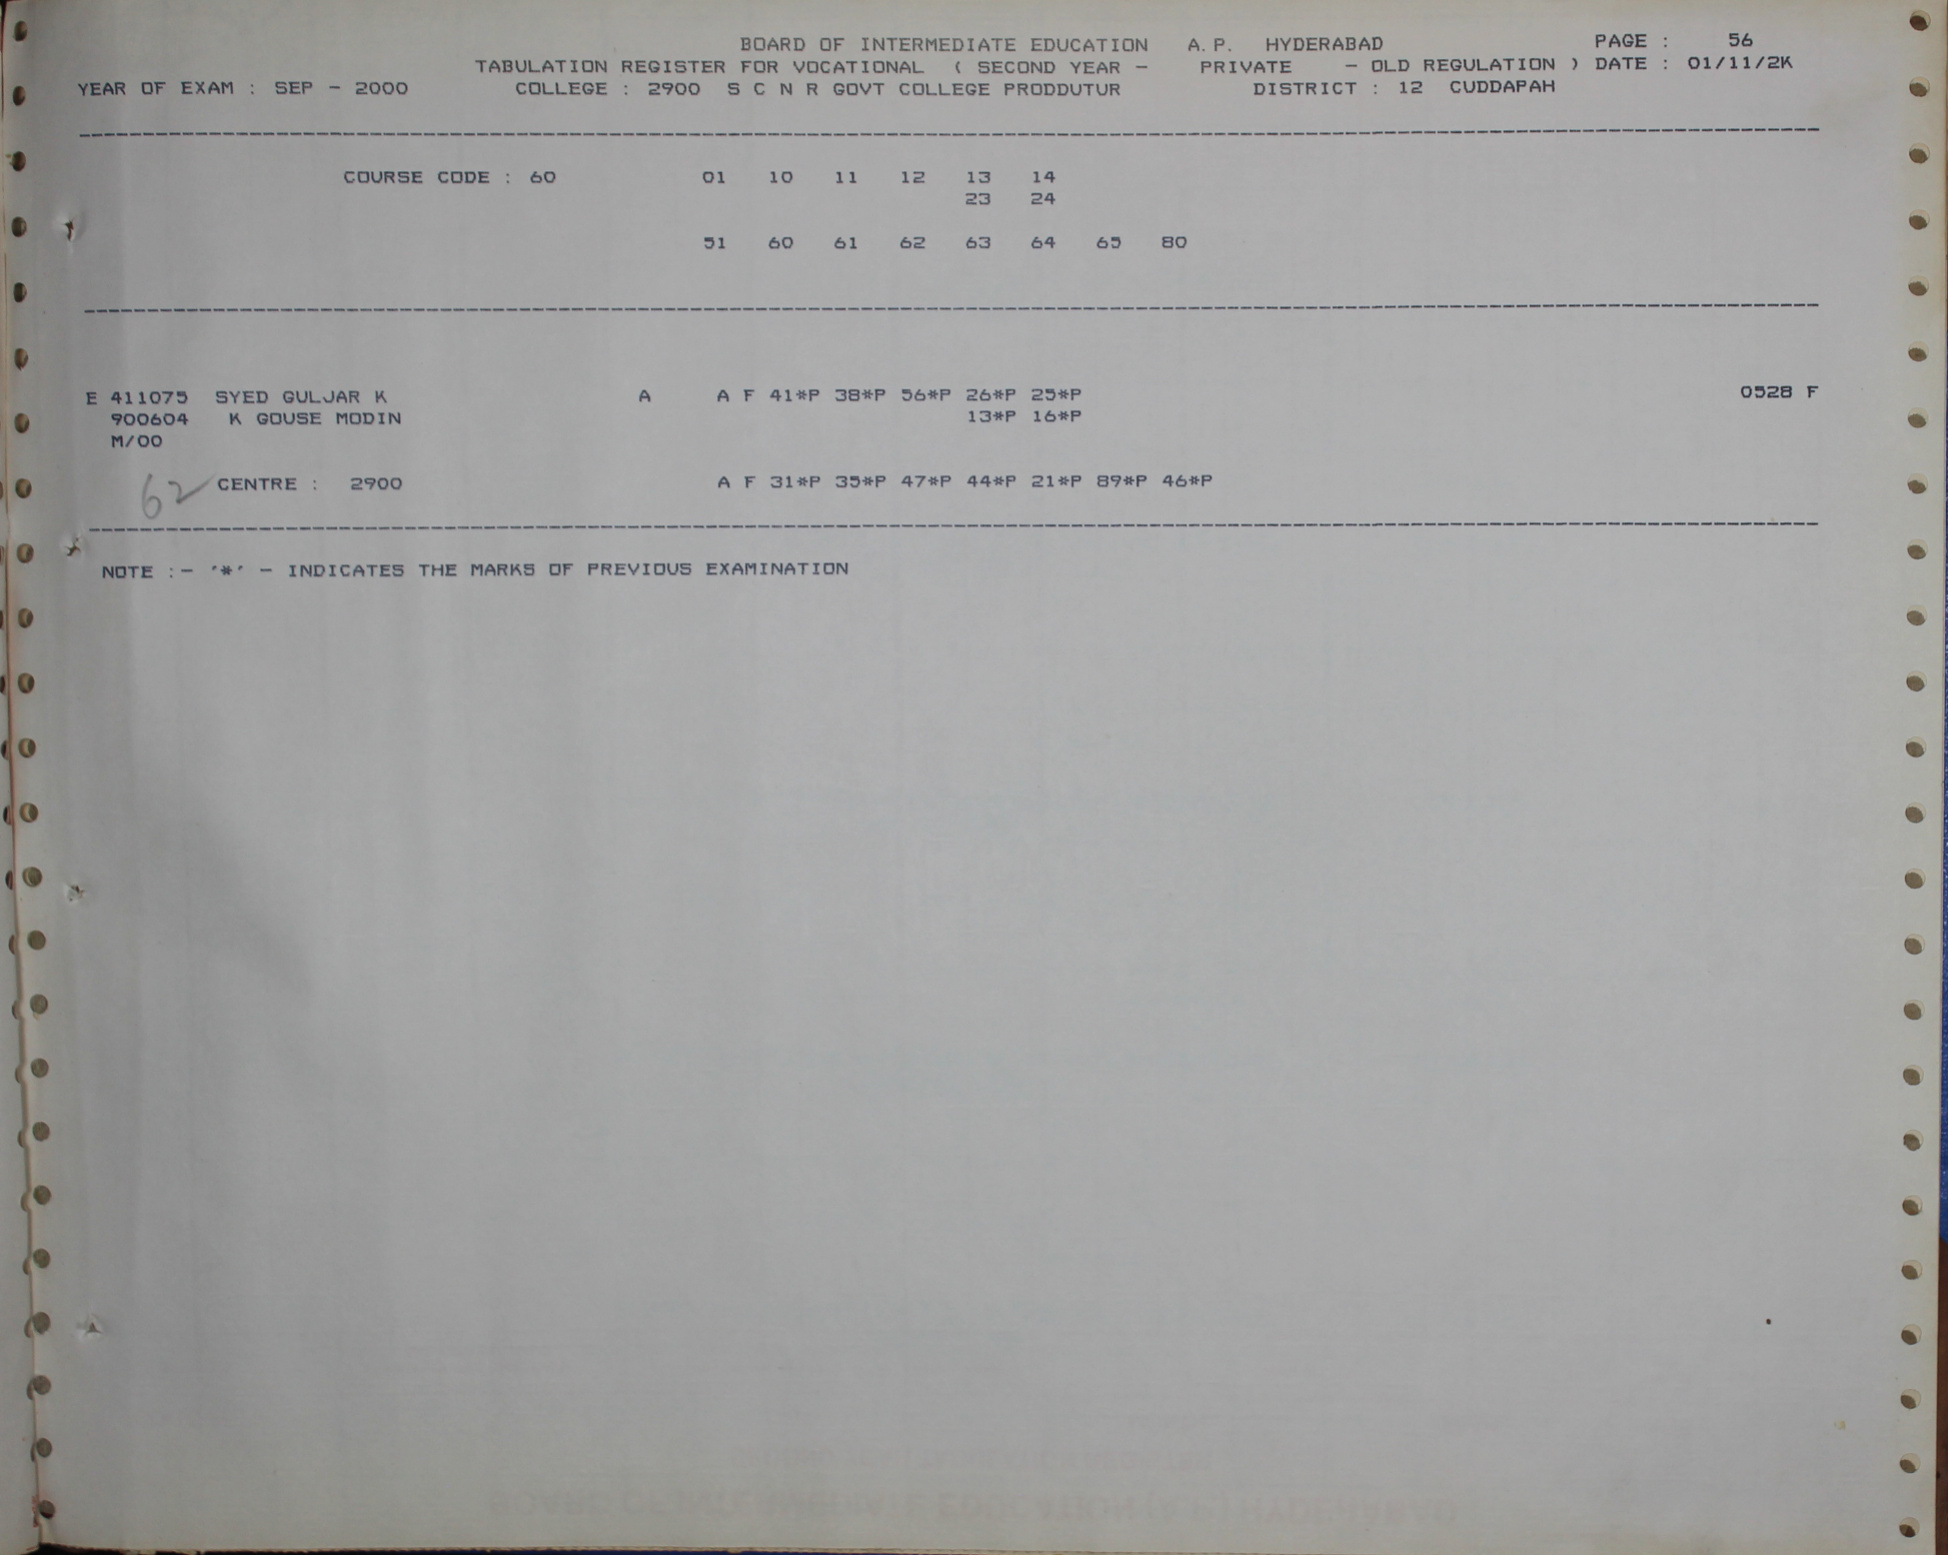 BOARD OF INTERMEDIATE EDUCATION A.P. HYDERABAD PAGE : 56
TABULATION REGISTER FOR VOCATIONAL ( SECOND YEAR - PRIVATE - OLD REGULATION ) DATE : 01/11/2K
YEAR OF EXAM : SEP - 2000 COLLEGE : 2900 S C N R GOVT COLLEGE PRODDUTUR DISTRICT : 12 CUDDAPAH
COURSE CODE : 60 01 10 11 12 13 14
23 24
51 60 61 62 63 64 65 80
E 411075 SYED GULJAR K A A F 41*P 38*P 56*P 26*P 25*P 0528 F
900604 K GOUSE MODIN 13*P 16*P
M/00
62 CENTRE : 2900 A F 31*P 35*P 47*P 44*P 21*P 89*P 46*P
NOTE :- '*' - INDICATES THE MARKS OF PREVIOUS EXAMINATION